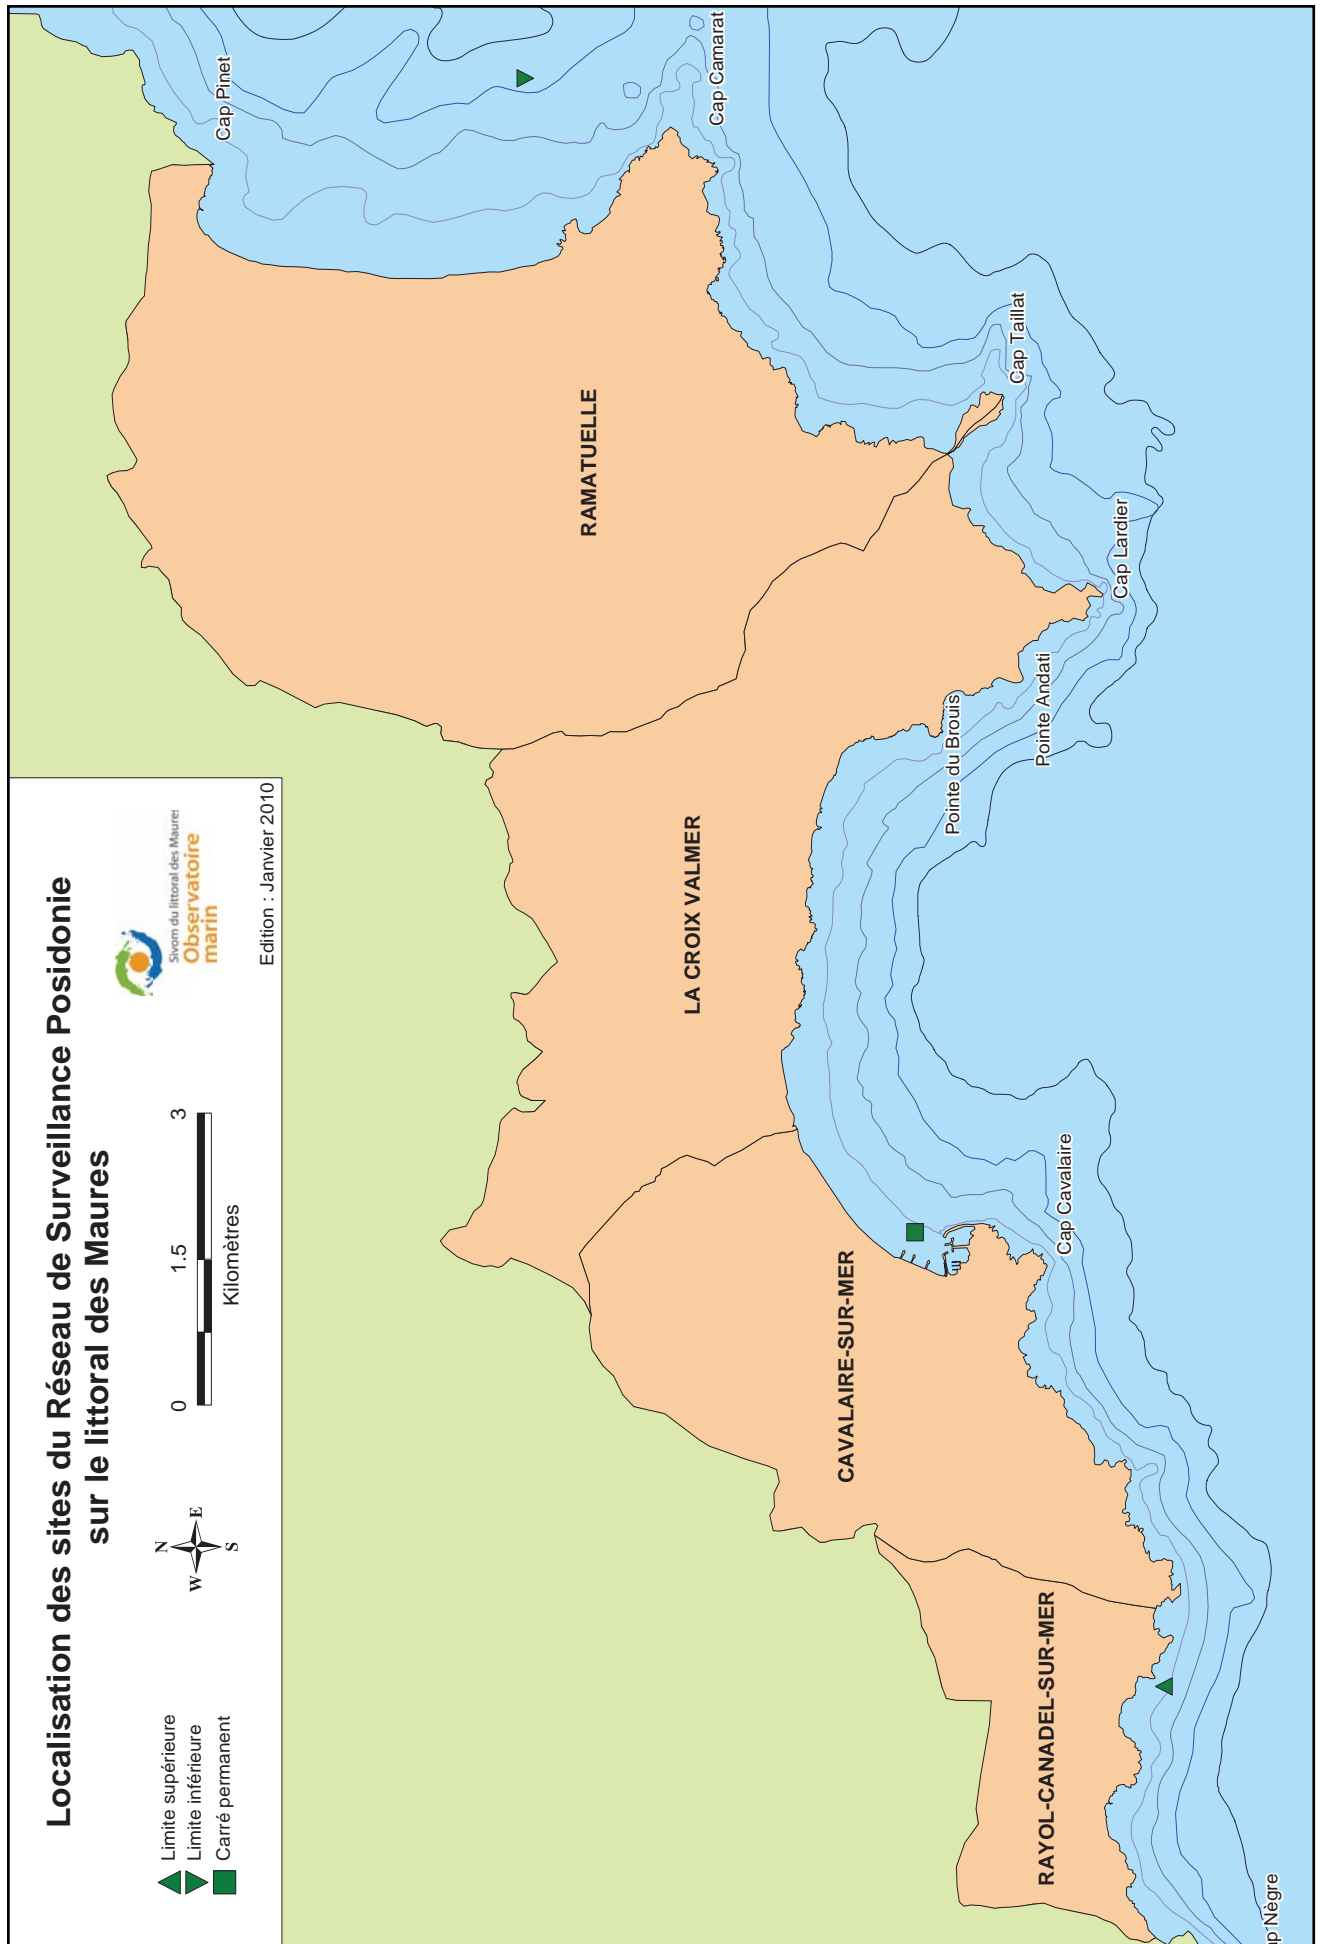 Localisation des sites du Réseau de Surveillance Posidonie
sur le littoral des Maures
Limite supérieure
Limite inférieure
Carré permanent
N
W
E
S
0
1.5
3
Kilomètres
Sivom du littoral des Maures
Observatoire
marin
Edition : Janvier 2010
Cap Pinet
Cap Camarat
RAMATUELLE
Cap Taillat
LA CROIX VALMER
Cap Lardier
Pointe Andati
Pointe du Brouis
CAVALAIRE-SUR-MER
Cap Cavalaire
RAYOL-CANADEL-SUR-MER
ap Nègre